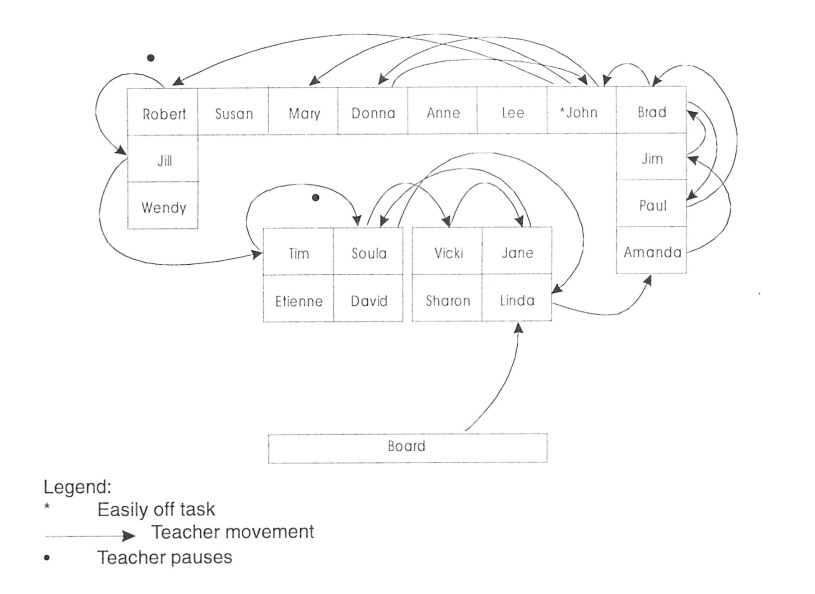 Robert Susan Mary Donna Anne Lee *John Brad
Jill Jim
Wendy Paul
Tim Soula Vicki Jane Amanda
Etienne David Sharon Linda
Board
Legend:
* Easily off task
Teacher movement
• Teacher pauses